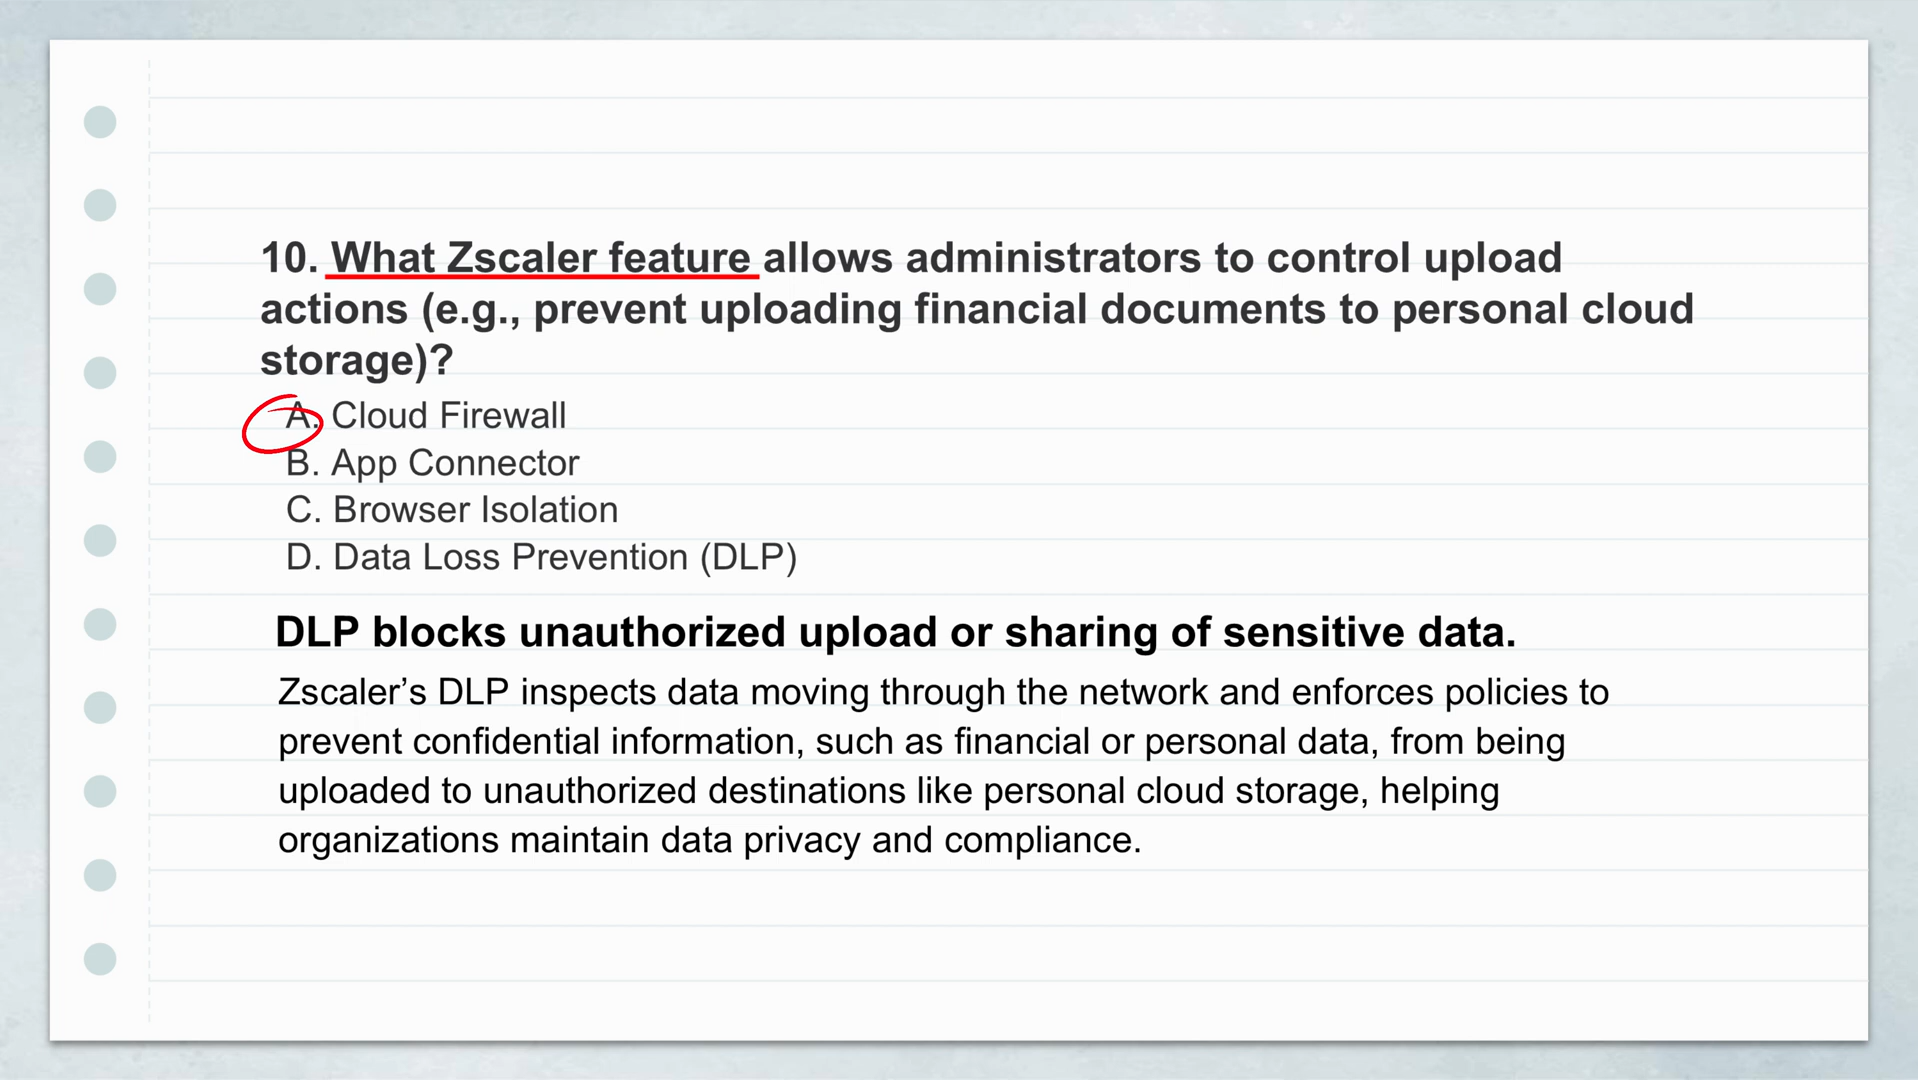 10. What Zscaler feature allows administrators to control upload
actions (e.g., prevent uploading financial documents to personal cloud
storage)?
A. Cloud Firewall
B. App Connector
C. Browser Isolation
D. Data Loss Prevention (DLP)
DLP blocks unauthorized upload or sharing of sensitive data.
Zscaler’s DLP inspects data moving through the network and enforces policies to
prevent confidential information, such as financial or personal data, from being
uploaded to unauthorized destinations like personal cloud storage, helping
organizations maintain data privacy and compliance.